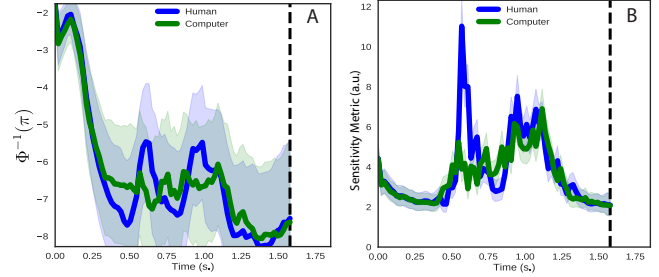 A
Human
Computer
Φ⁻¹(π)
−2
−3
−4
−5
−6
−7
−8
0.00 0.25 0.50 0.75 1.00 1.25 1.50 1.75
Time (s.)
B
Human
Computer
Sensitivity Metric (a.u)
12
10
8
6
4
2
0
0.00 0.25 0.50 0.75 1.00 1.25 1.50 1.75
Time (s.)